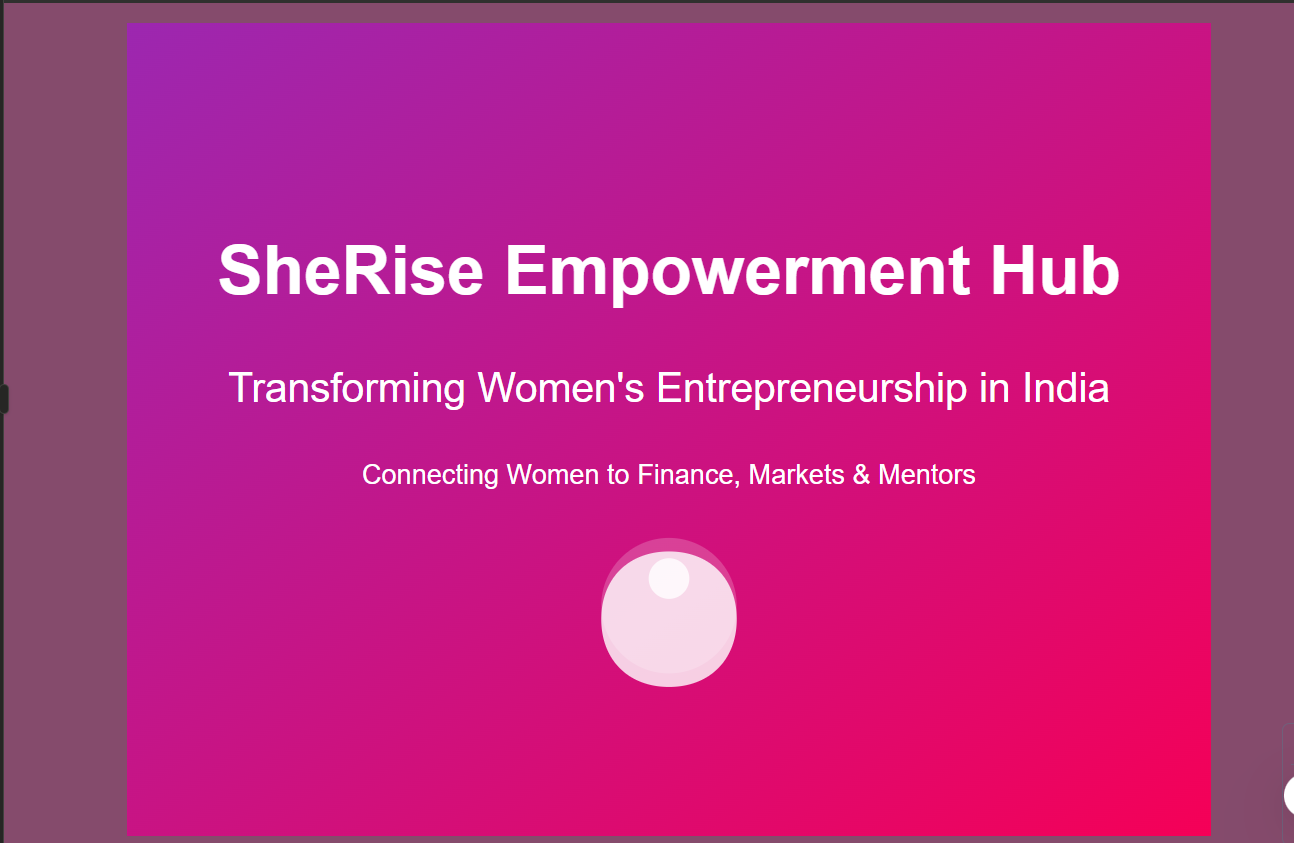 SheRise Empowerment Hub
Transforming Women's Entrepreneurship in India
Connecting Women to Finance, Markets & Mentors